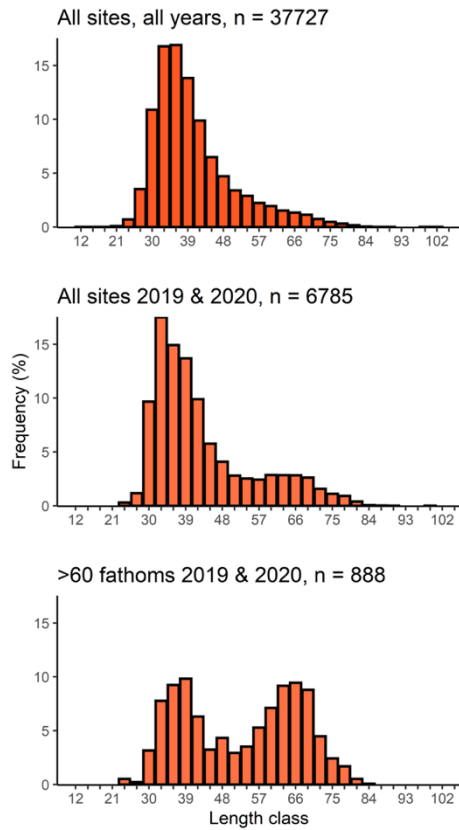 All sites, all years, n = 37727
15
10
5
0
12 21 30 39 48 57 66 75 84 93 102
All sites 2019 & 2020, n = 6785
Frequency (%)
15
10
5
0
12 21 30 39 48 57 66 75 84 93 102
>60 fathoms 2019 & 2020, n = 888
15
10
5
0
12 21 30 39 48 57 66 75 84 93 102
Length class